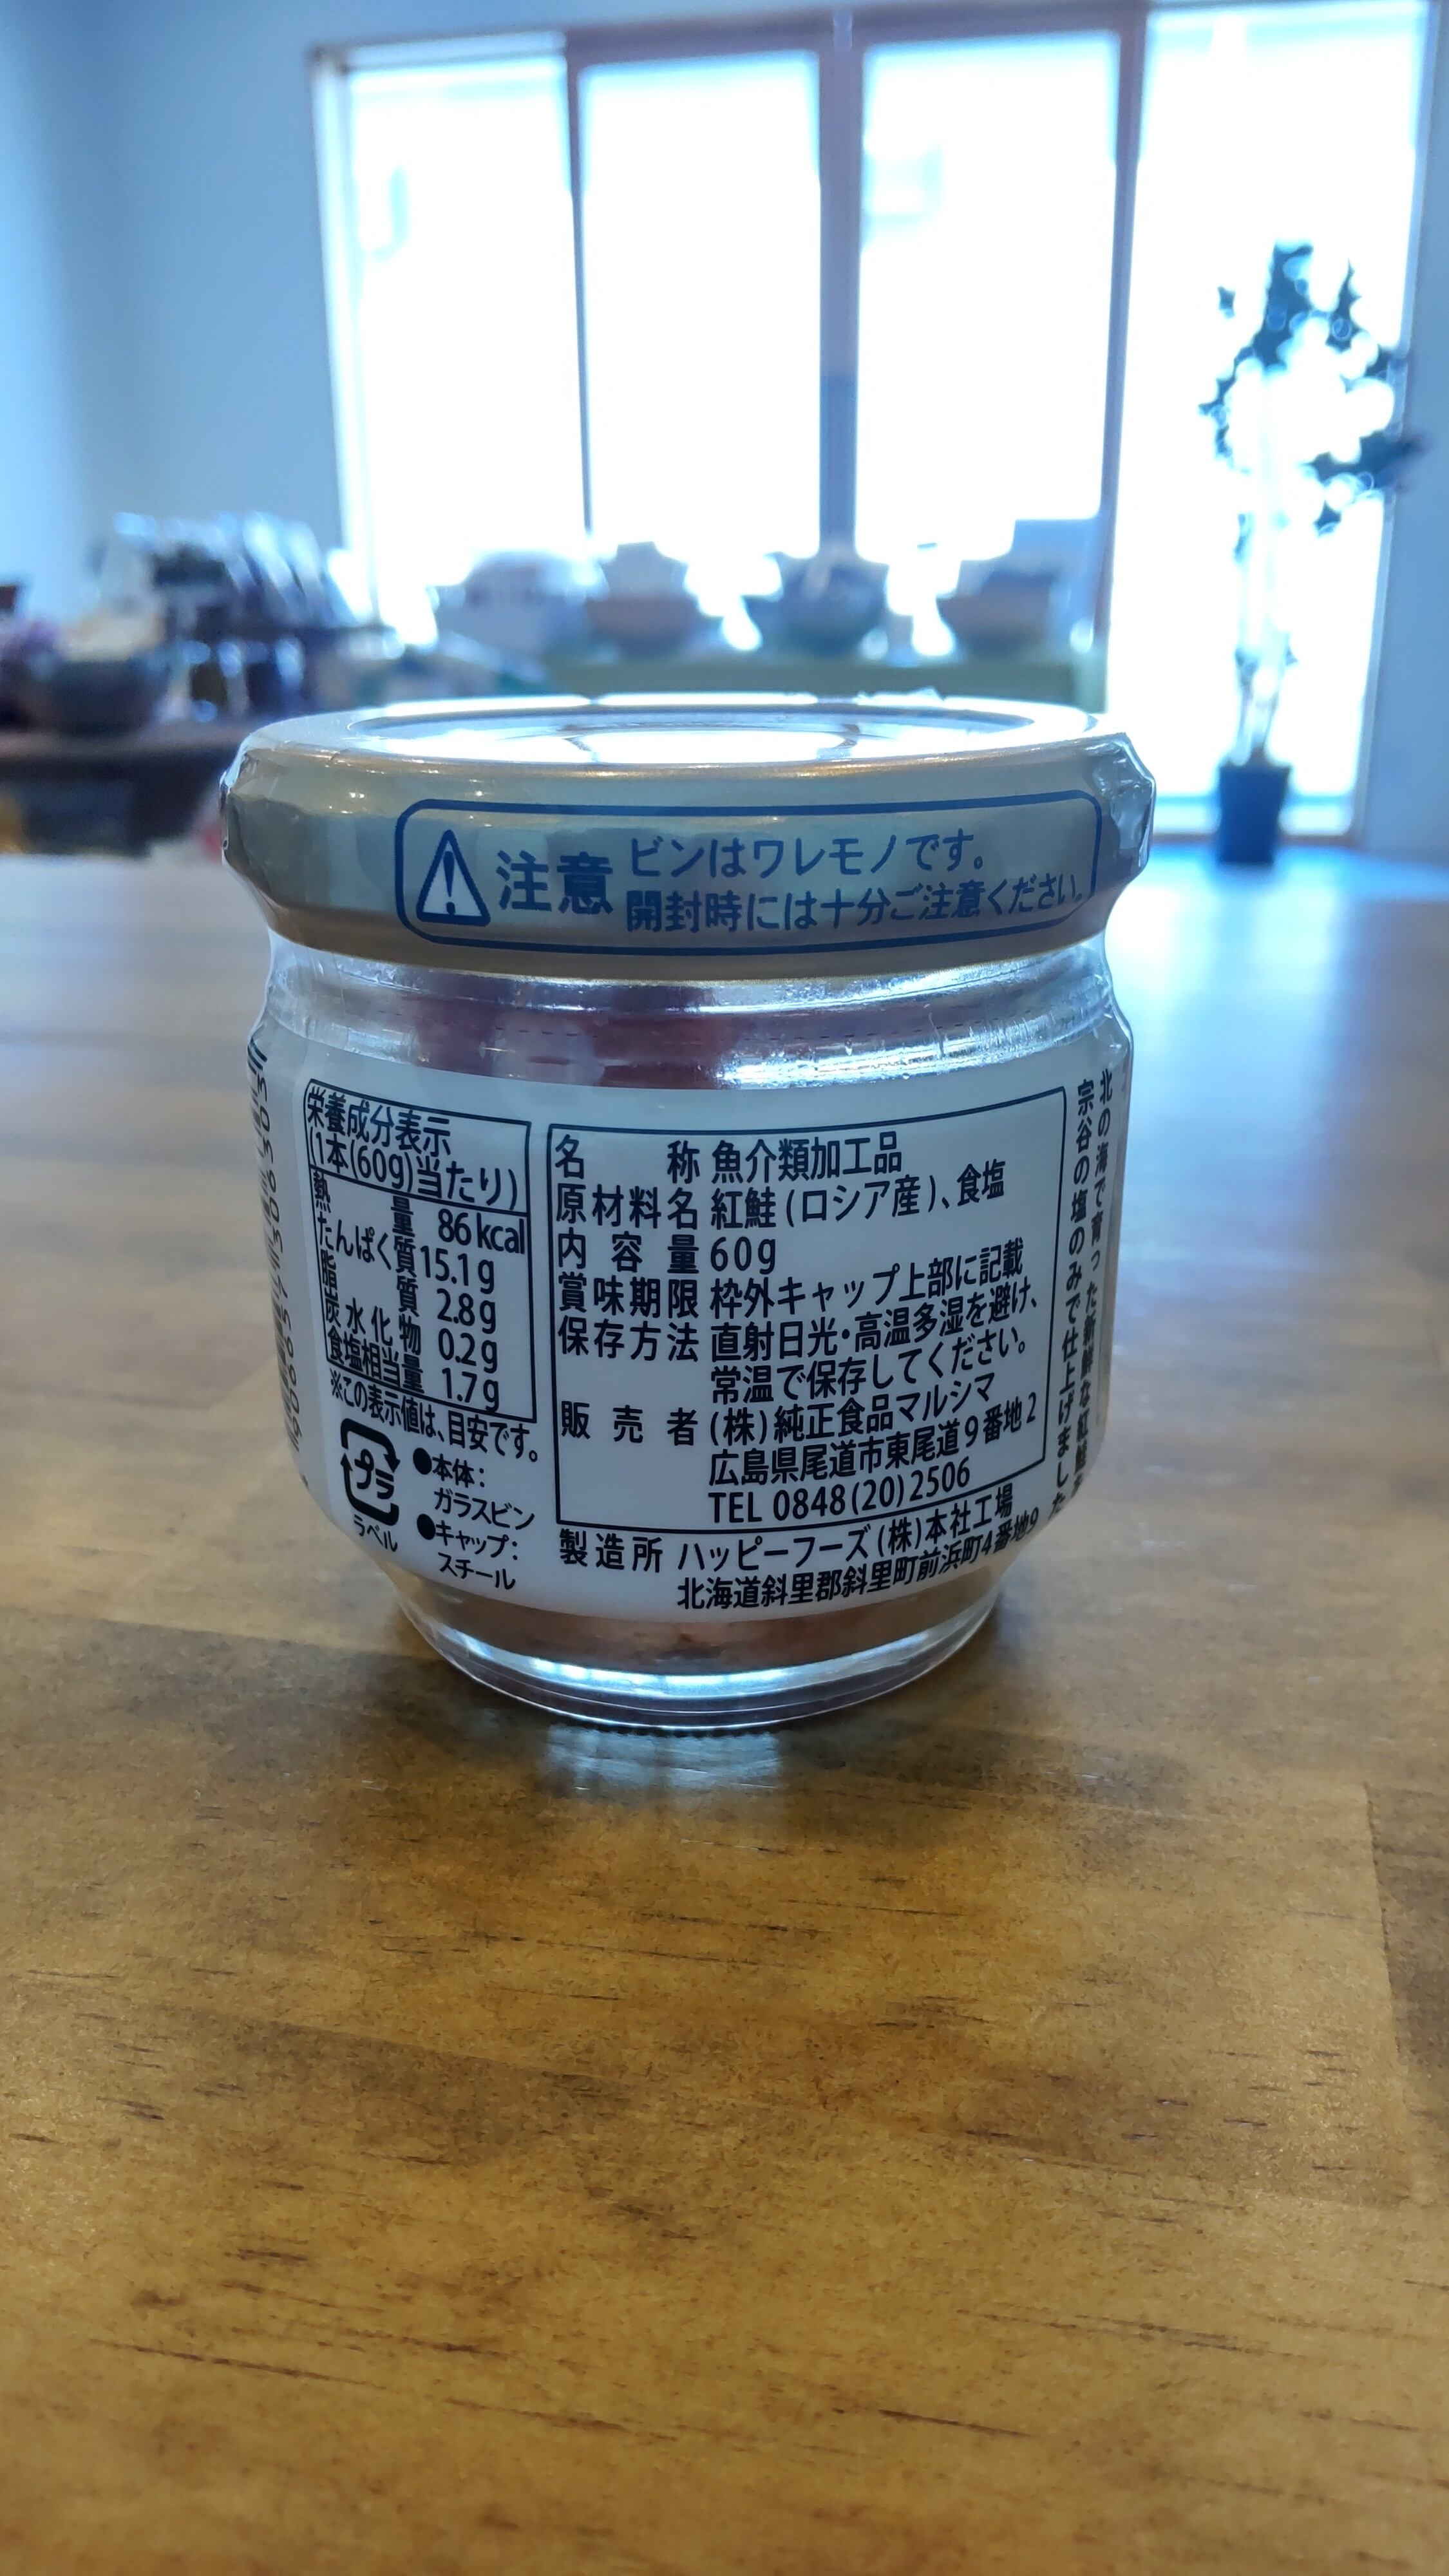 注意
ビンはワレモノです。
開封時には十分ご注意ください。
栄養成分表示
(1本(60g)当たり)
熱量 86kcal
たんぱく質 15.1g
脂質 2.8g
炭水化物 0.2g
食塩相当量 1.7g
※この表示値は、目安です。
プラ
ラベル
●本体:
ガラスビン
●キャップ:
スチール
名称 魚介類加工品
原材料名 紅鮭(ロシア産)、食塩
内容量 60g
賞味期限 枠外キャップ上部に記載
保存方法 直射日光・高温多湿を避け、
常温で保存してください。
販売者 (株)純正食品マルシマ
広島県尾道市東尾道9番地2
TEL 0848(20)2506
製造所 ハッピーフーズ(株)本社工場
北海道斜里郡斜里町前浜町4番地9
北の海で育った新鮮な紅鮭を
宗谷の塩のみで仕上げました